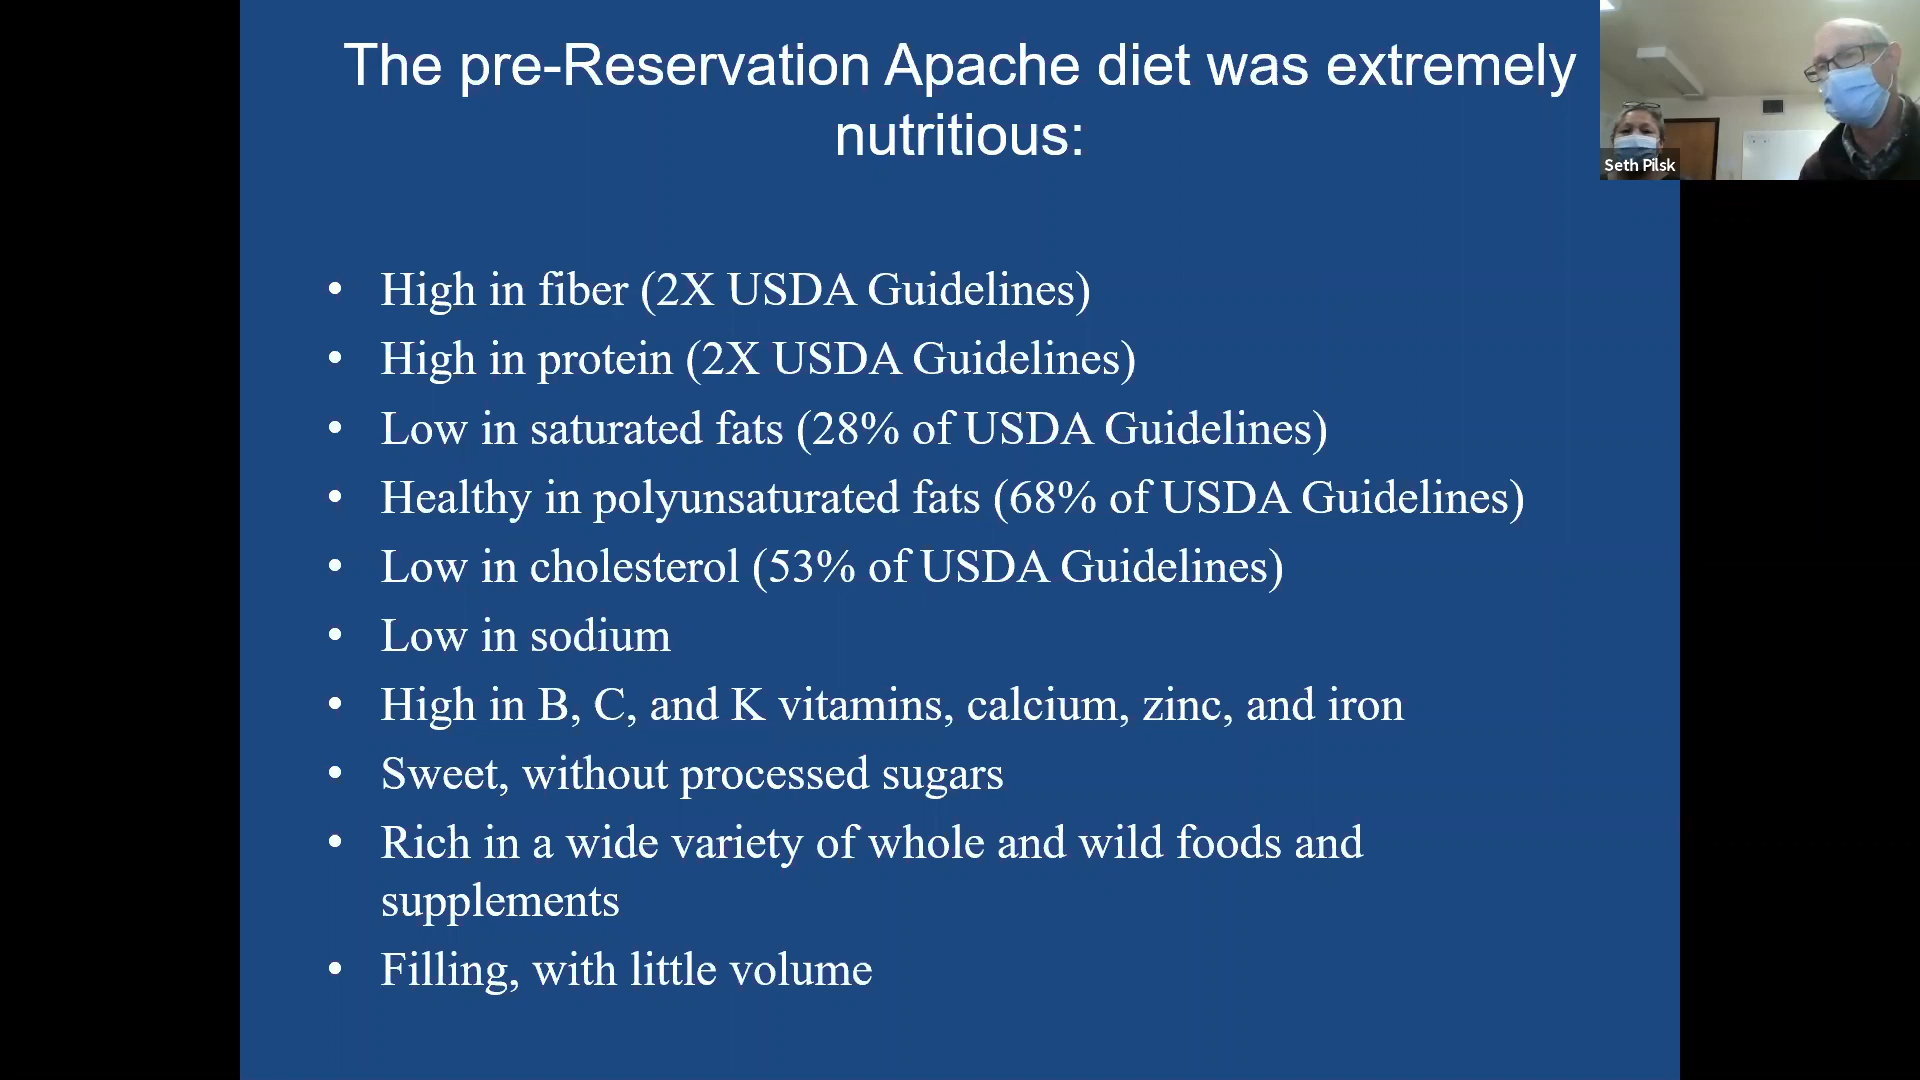 The pre-Reservation Apache diet was extremely
nutritious:
Seth Pilsk
• High in fiber (2X USDA Guidelines)
• High in protein (2X USDA Guidelines)
• Low in saturated fats (28% of USDA Guidelines)
• Healthy in polyunsaturated fats (68% of USDA Guidelines)
• Low in cholesterol (53% of USDA Guidelines)
• Low in sodium
• High in B, C, and K vitamins, calcium, zinc, and iron
• Sweet, without processed sugars
• Rich in a wide variety of whole and wild foods and
supplements
• Filling, with little volume